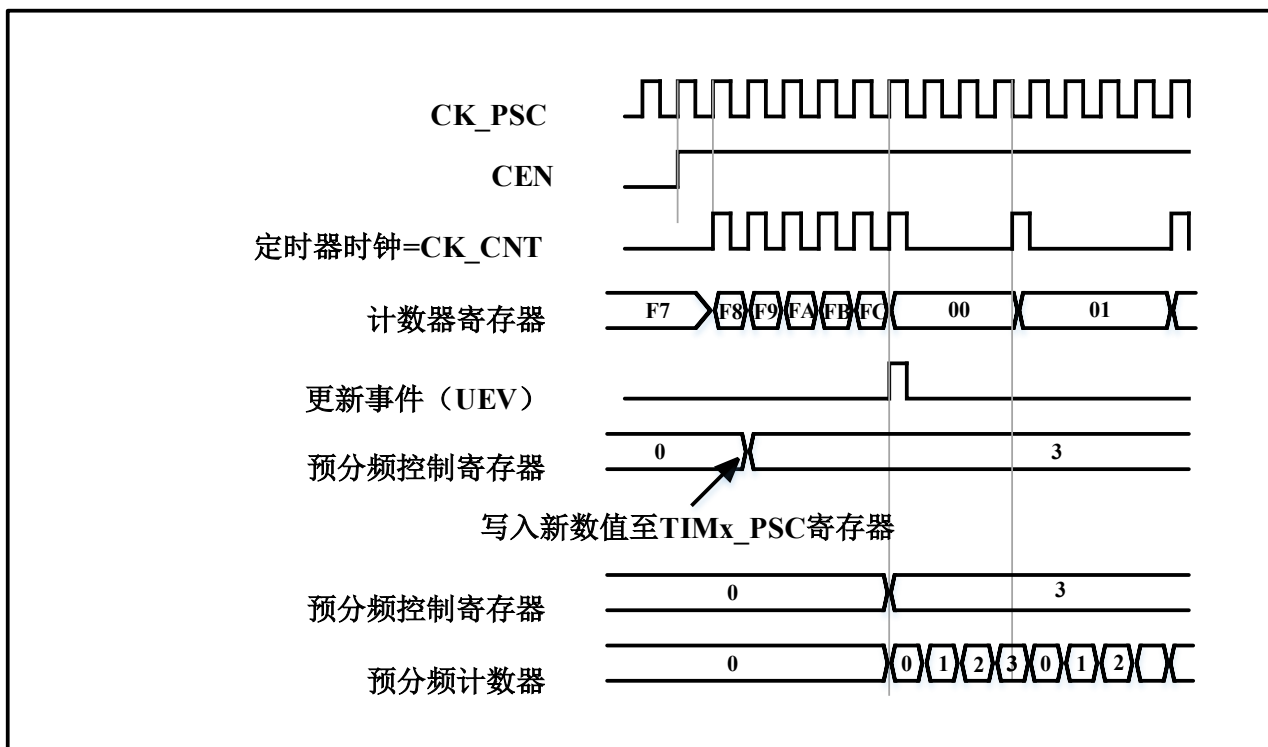 CK_PSC
CEN
定时器时钟=CK_CNT
计数器寄存器 F7 F8 F9 FA FB FC 00 01
更新事件（UEV）
预分频控制寄存器 0 3
写入新数值至TIMx_PSC寄存器
预分频控制寄存器 0 3
预分频计数器 0 0 1 2 3 0 1 2